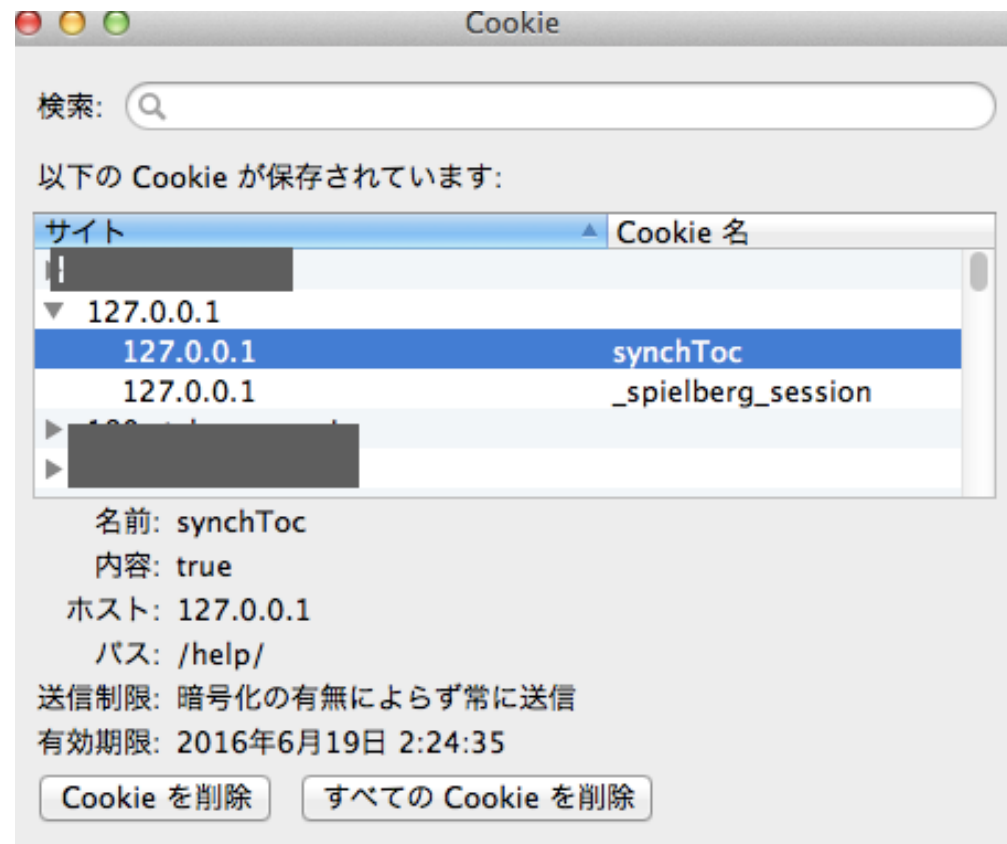 Cookie
検索:
以下の Cookie が保存されています:
サイト Cookie 名
127.0.0.1
127.0.0.1 synchToc
127.0.0.1 _spielberg_session
名前: synchToc
内容: true
ホスト: 127.0.0.1
パス: /help/
送信制限: 暗号化の有無によらず常に送信
有効期限: 2016年6月19日 2:24:35
Cookie を削除 すべての Cookie を削除